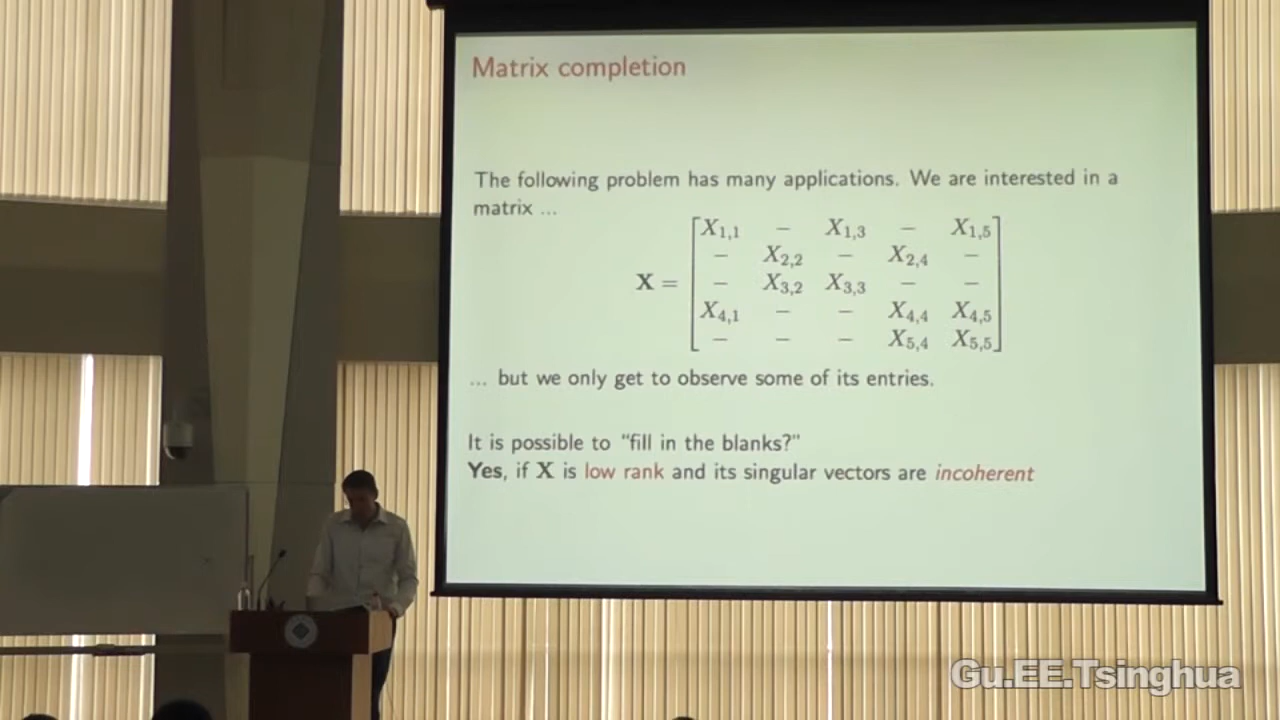 Matrix completion
The following problem has many applications. We are interested in a
matrix ...
X₁,₁ – X₁,₃ – X₁,₅
– X₂,₂ – X₂,₄ –
X = – X₃,₂ X₃,₃ – –
X₄,₁ – – X₄,₄ X₄,₅
– – – X₅,₄ X₅,₅
... but we only get to observe some of its entries.
It is possible to “fill in the blanks?”
Yes, if X is low rank and its singular vectors are incoherent
Gu.EE.Tsinghua